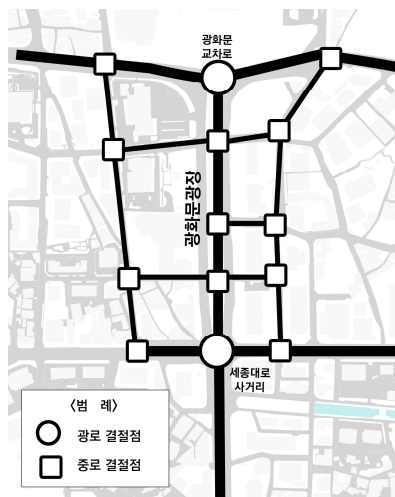 광화문
교차로
광화문광장
세종대로
사거리
〈범 례〉
광로 결절점
중로 결절점